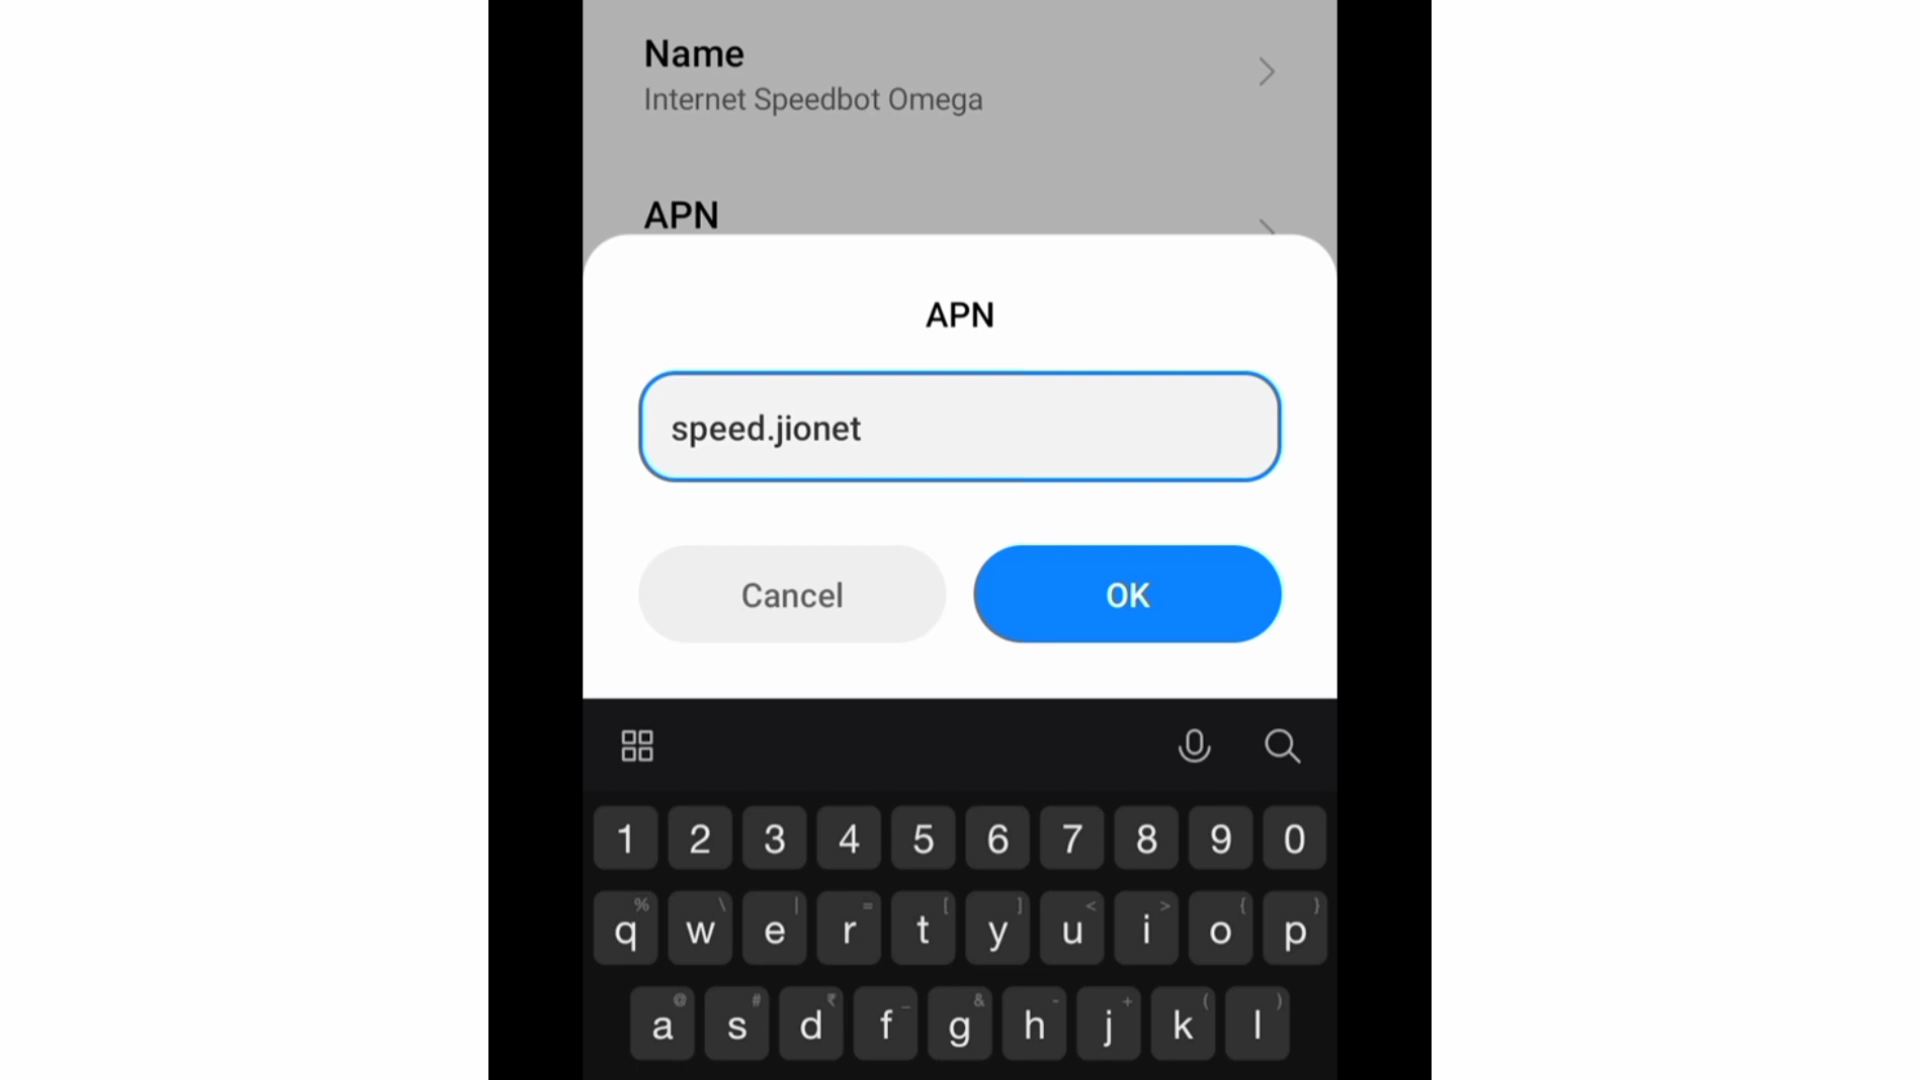 Name
Internet Speedbot Omega
APN
APN
speed.jionet
Cancel
OK
1 2 3 4 5 6 7 8 9 0
% \ | = [ ] < > { }
q w e r t y u i o p
@ # ₹ _ & - + ( )
a s d f g h j k l